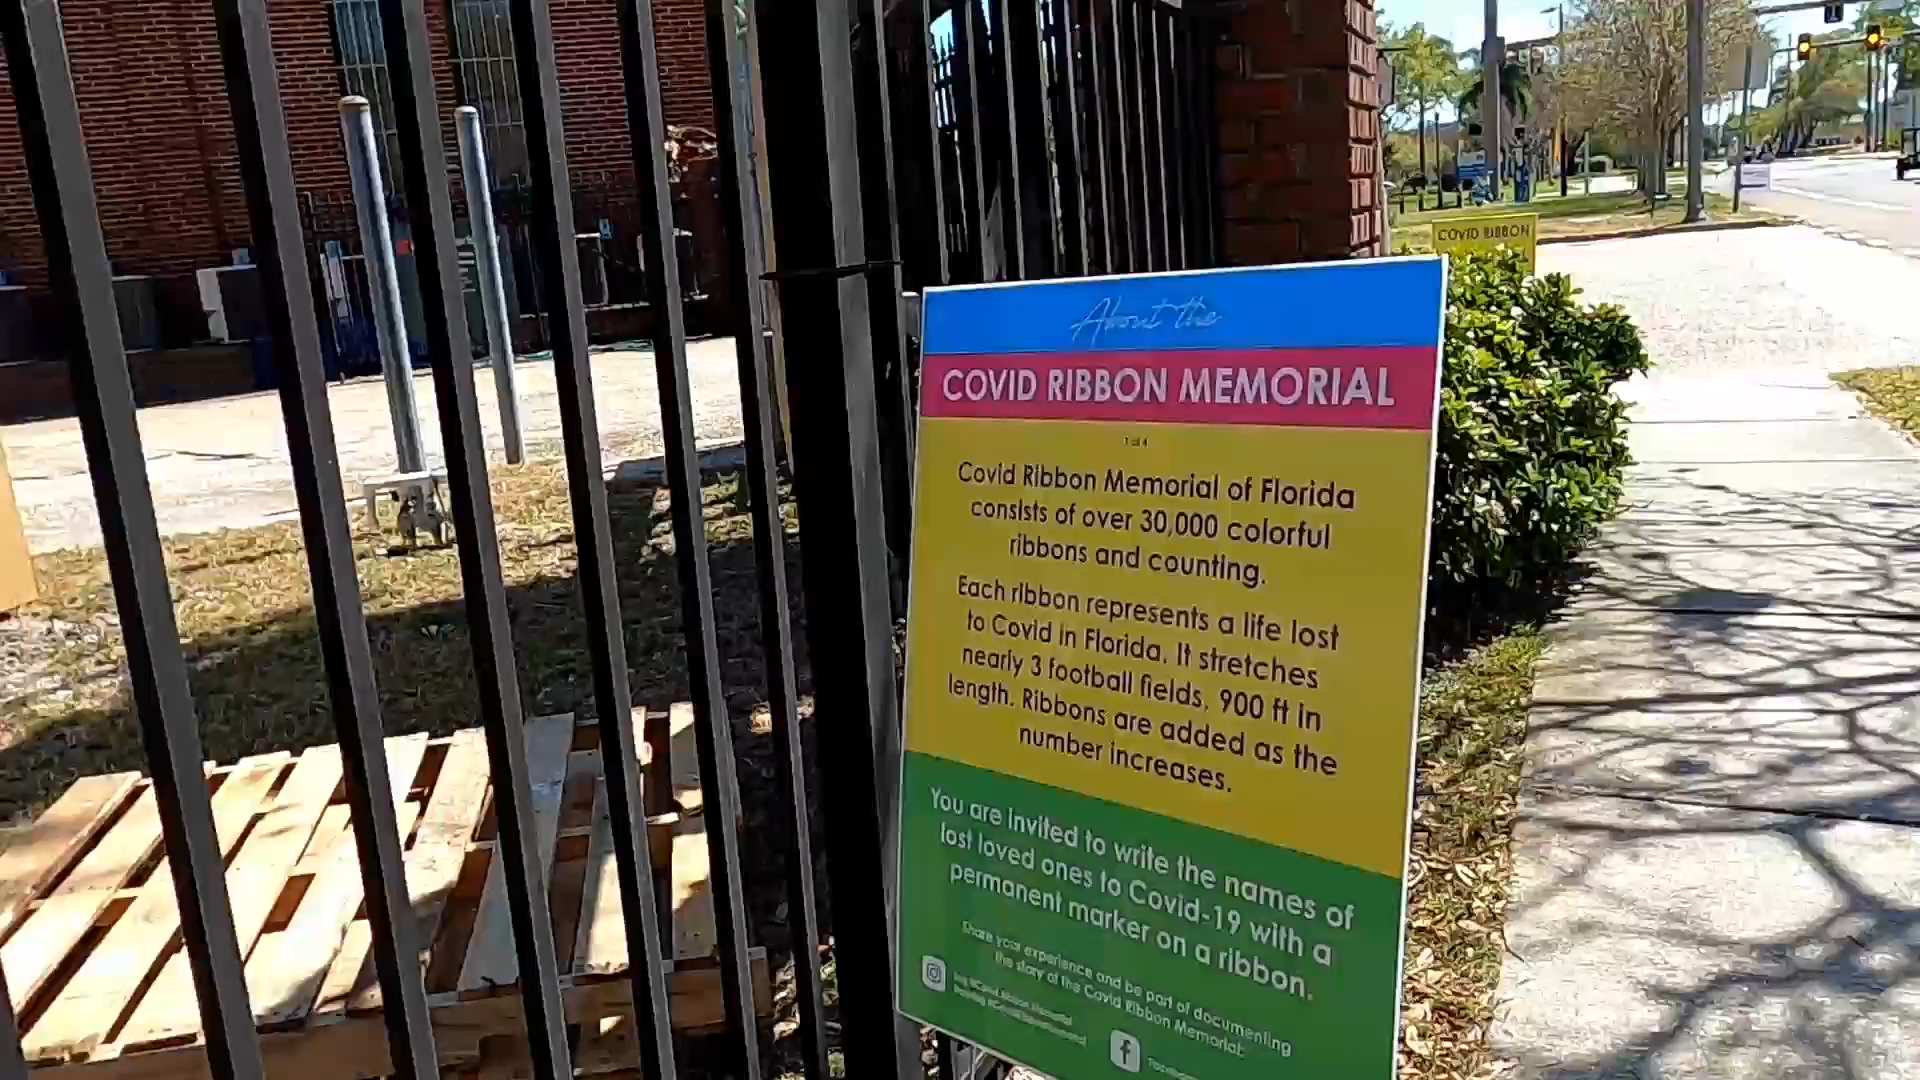 COVID RIBBON
About the
COVID RIBBON MEMORIAL
Covid Ribbon Memorial of Florida
consists of over 30,000 colorful
ribbons and counting.
Each ribbon represents a life lost
to Covid in Florida. It stretches
nearly 3 football fields, 900 ft in
length. Ribbons are added as the
number increases.
You are invited to write the names of
lost loved ones to Covid-19 with a
permanent marker on a ribbon.
Share your experience and be part of documenting
the story of the Covid Ribbon Memorial: